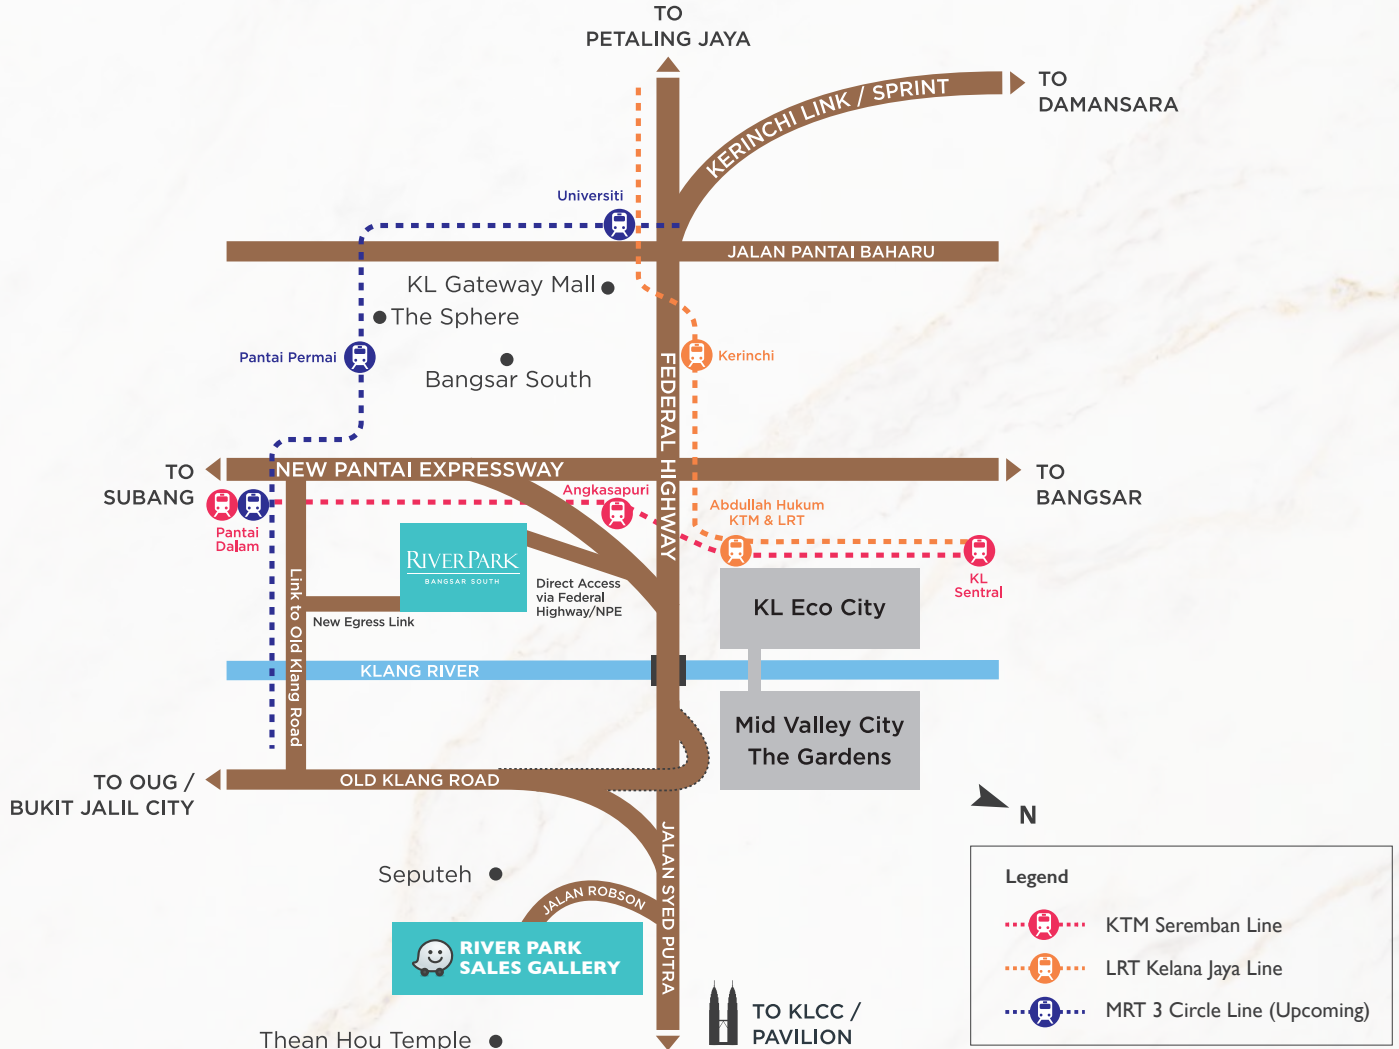 TO
PETALING JAYA
TO
DAMANSARA
KERINCHI LINK / SPRINT
Universiti
JALAN PANTAI BAHARU
KL Gateway Mall
The Sphere
Pantai Permai
Bangsar South
Kerinchi
FEDERAL HIGHWAY
TO
SUBANG
NEW PANTAI EXPRESSWAY
TO
BANGSAR
Angkasapuri
Abdullah Hukum
KTM & LRT
Pantai
Dalam
RIVERPARK
BANGSAR SOUTH
Direct Access
via Federal
Highway/NPE
KL
Sentral
KL Eco City
New Egress Link
Link to Old Klang Road
KLANG RIVER
Mid Valley City
The Gardens
TO OUG /
BUKIT JALIL CITY
OLD KLANG ROAD
N
JALAN SYED PUTRA
Seputeh
JALAN ROBSON
RIVER PARK
SALES GALLERY
Thean Hou Temple
TO KLCC /
PAVILION
Legend
KTM Seremban Line
LRT Kelana Jaya Line
MRT 3 Circle Line (Upcoming)